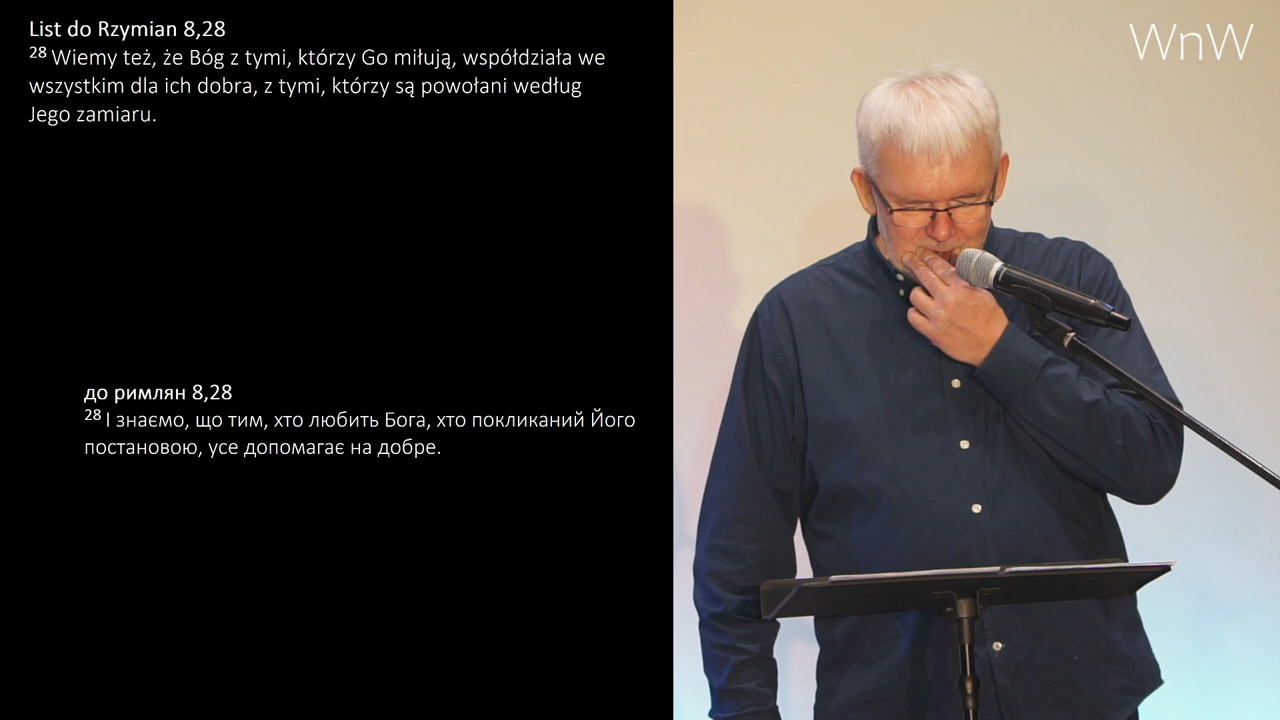 List do Rzymian 8,28
28 Wiemy też, że Bóg z tymi, którzy Go miłują, współdziała we
wszystkim dla ich dobra, z tymi, którzy są powołani według
Jego zamiaru.
до римлян 8,28
28 І знаємо, що тим, хто любить Бога, хто покликаний Його
постановою, усе допомагає на добре.
WnW